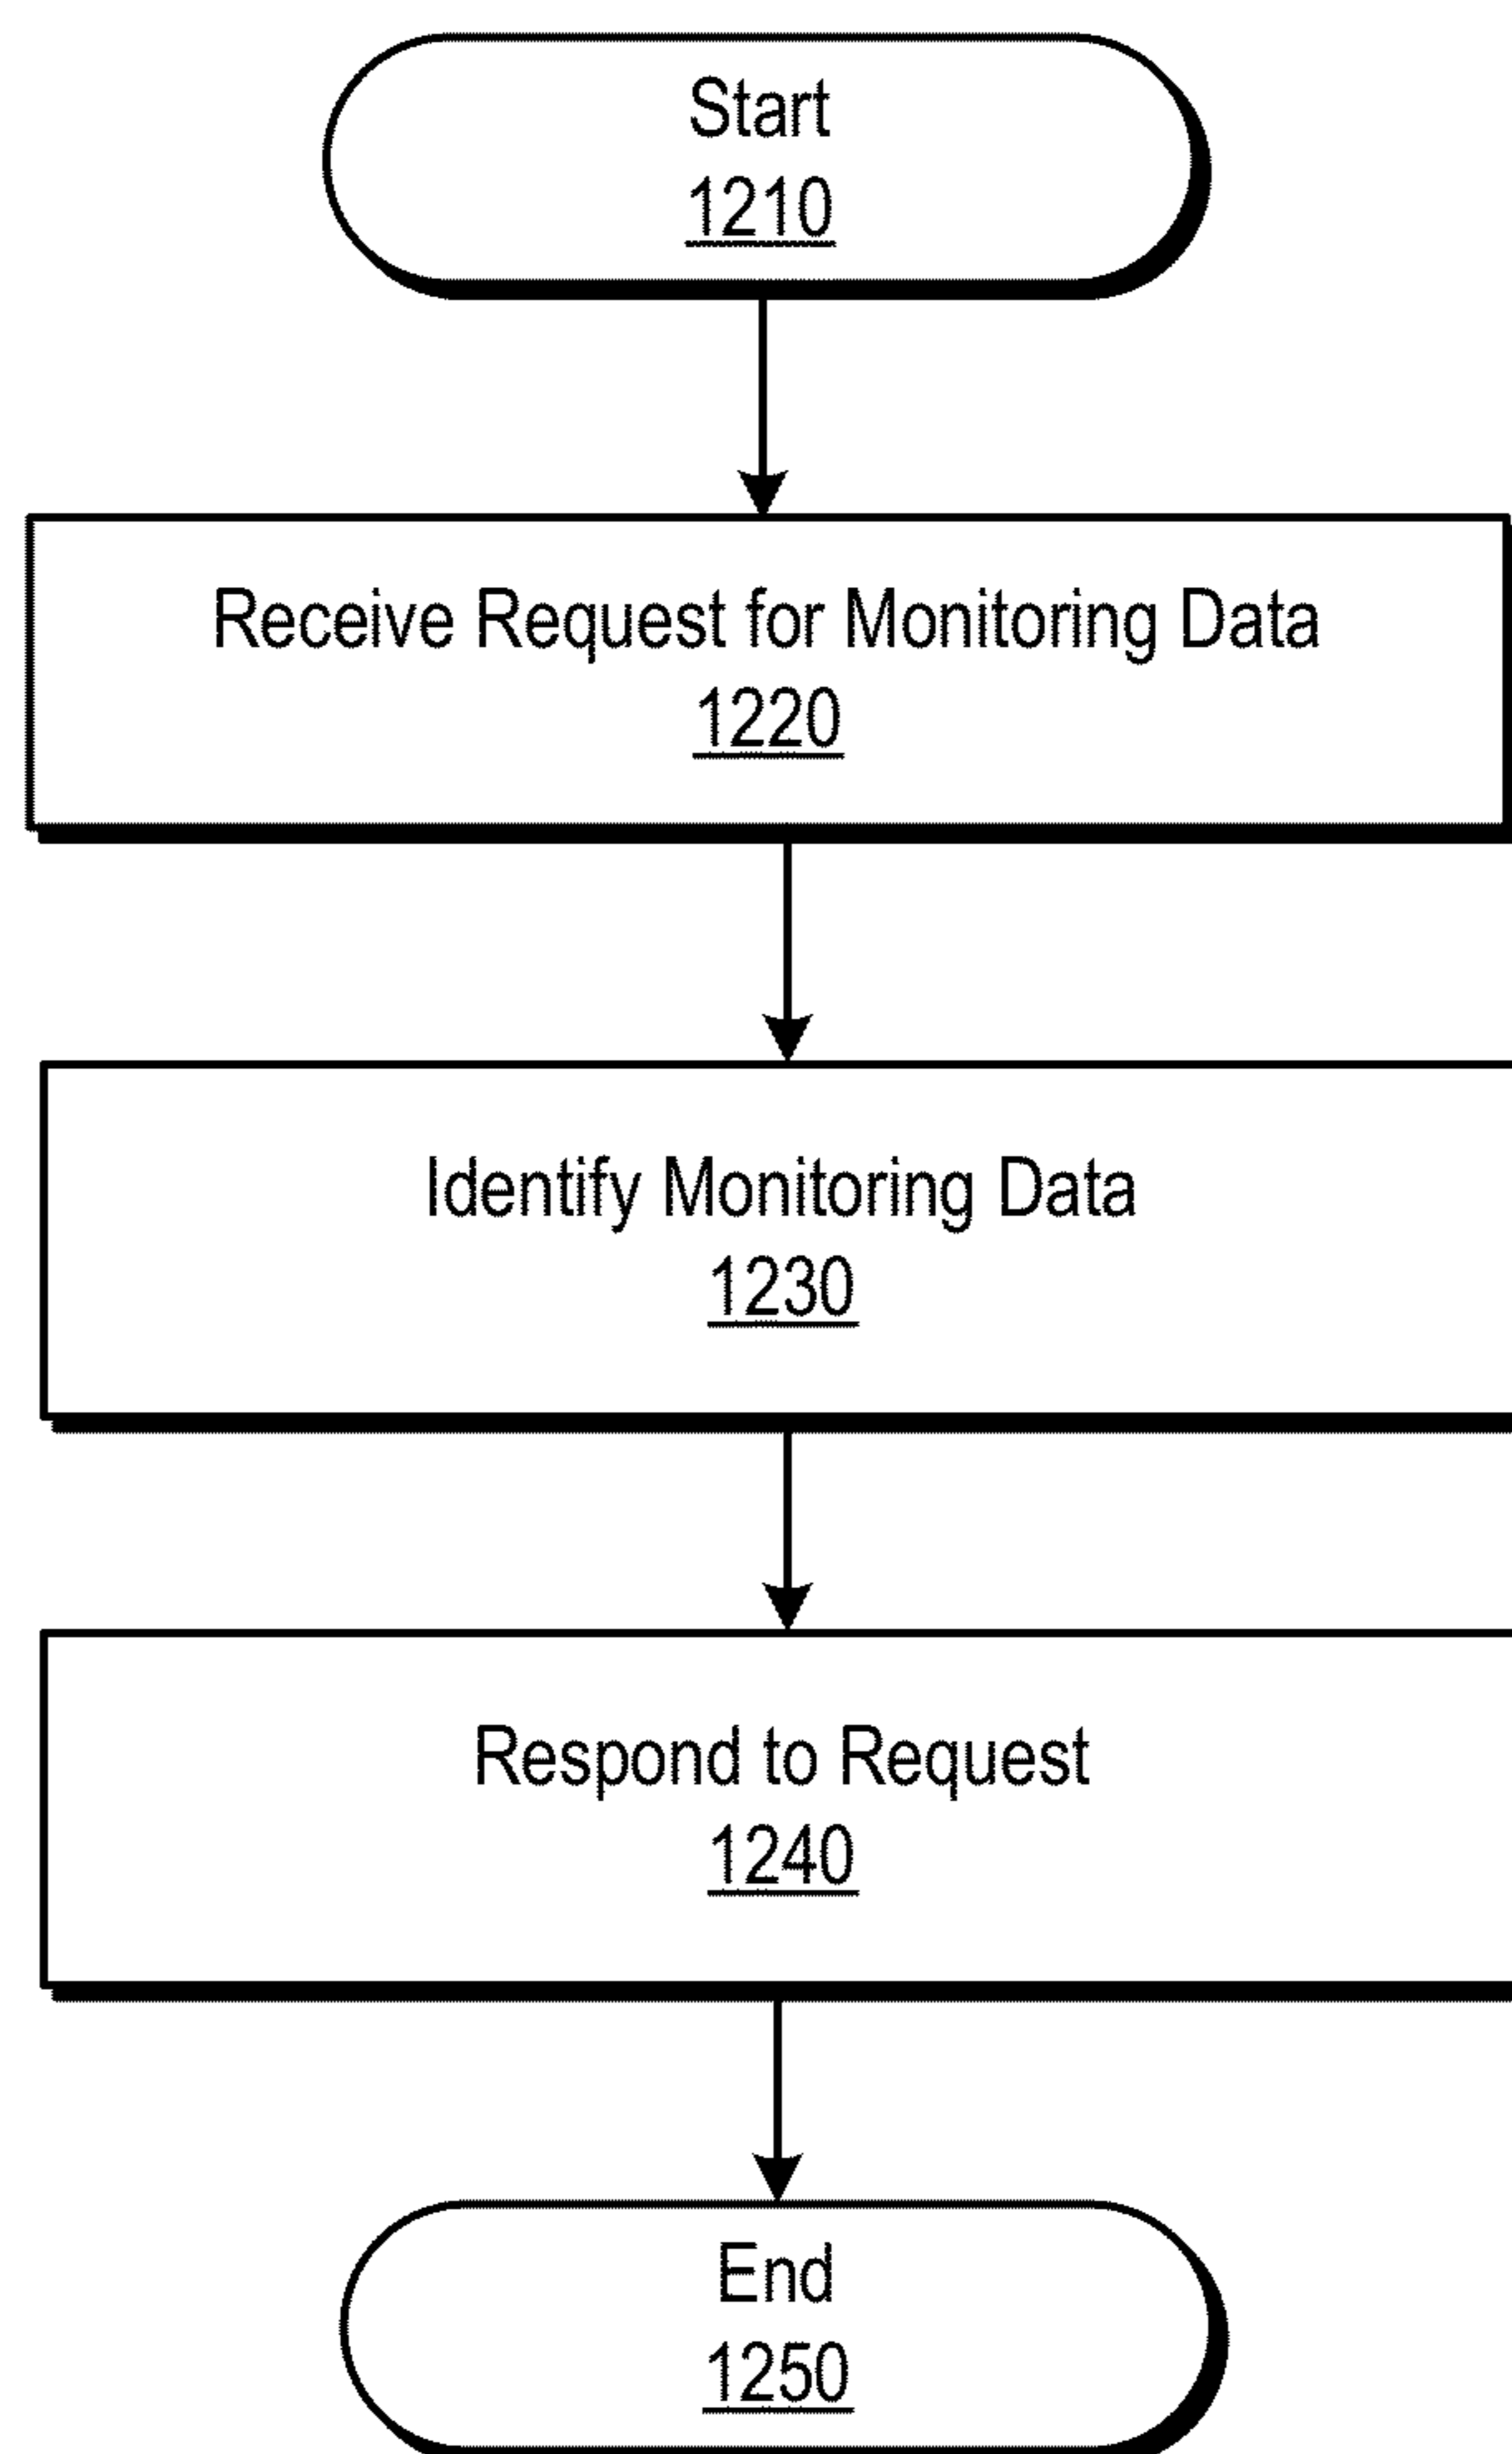 Start
1210
Receive Request for Monitoring Data
1220
Identify Monitoring Data
1230
Respond to Request
1240
End
1250